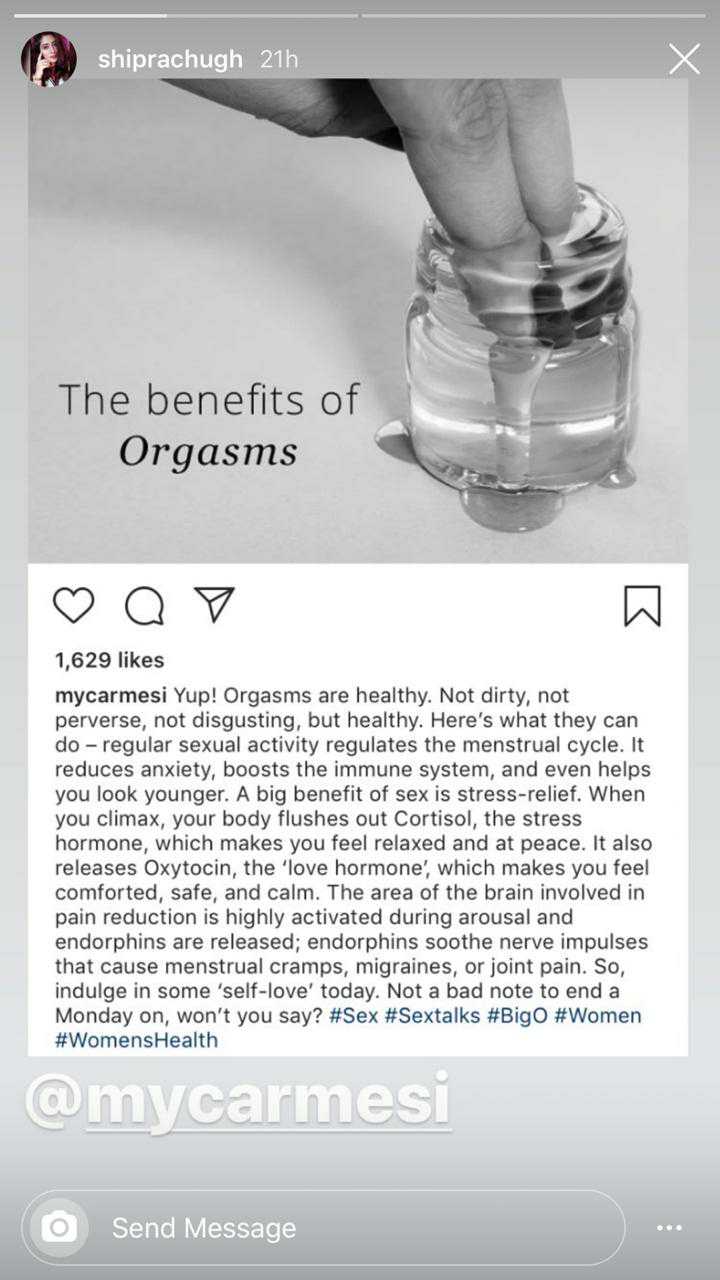 shiprachugh 21h
The benefits of
Orgasms
1,629 likes
mycarmesi Yup! Orgasms are healthy. Not dirty, not
perverse, not disgusting, but healthy. Here’s what they can
do – regular sexual activity regulates the menstrual cycle. It
reduces anxiety, boosts the immune system, and even helps
you look younger. A big benefit of sex is stress-relief. When
you climax, your body flushes out Cortisol, the stress
hormone, which makes you feel relaxed and at peace. It also
releases Oxytocin, the ‘love hormone’, which makes you feel
comforted, safe, and calm. The area of the brain involved in
pain reduction is highly activated during arousal and
endorphins are released; endorphins soothe nerve impulses
that cause menstrual cramps, migraines, or joint pain. So,
indulge in some ‘self-love’ today. Not a bad note to end a
Monday on, won’t you say? #Sex #Sextalks #BigO #Women
#WomensHealth
@mycarmesi
Send Message